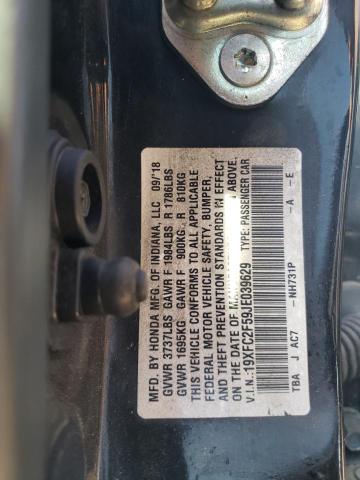 MFD. BY HONDA MFG. OF INDIANA, LLC 09/18
GVWR 3737LBS GAWR F 1984LBS R 1786LBS
GVWR 1695KG GAWR F 900KG R 810KG
THIS VEHICLE CONFORMS TO ALL APPLICABLE
FEDERAL MOTOR VEHICLE SAFETY, BUMPER,
AND THEFT PREVENTION STANDARDS IN EFFECT
ON THE DATE OF ABOVE.
V.I.N.: 19XFC2F59JE039629 TYPE: PASSENGER CAR
TBA J AC7 -NH731P -A -E